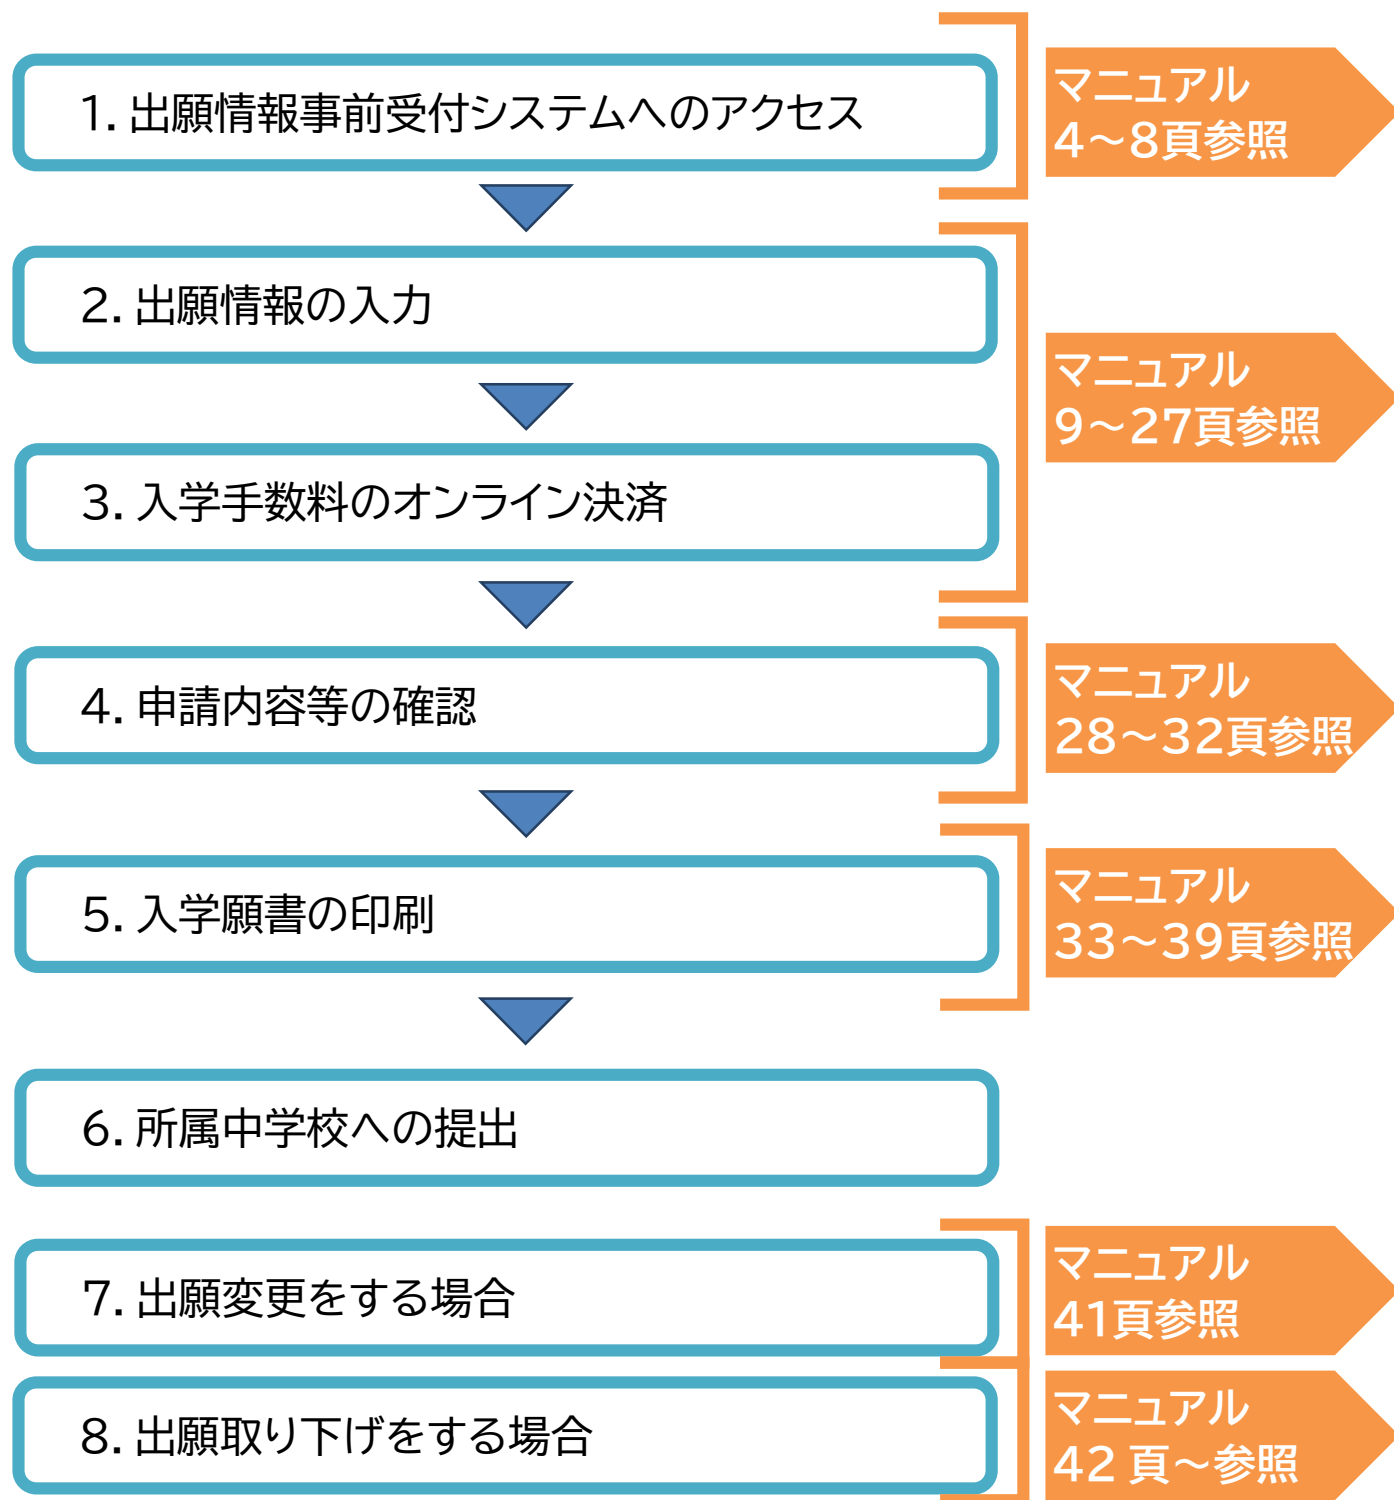 1. 出願情報事前受付システムへのアクセス
マニュアル
4～8頁参照
2. 出願情報の入力
マニュアル
9～27頁参照
3. 入学手数料のオンライン決済
4. 申請内容等の確認
マニュアル
28～32頁参照
5. 入学願書の印刷
マニュアル
33～39頁参照
6. 所属中学校への提出
7. 出願変更をする場合
マニュアル
41頁参照
8. 出願取り下げをする場合
マニュアル
42 頁～参照